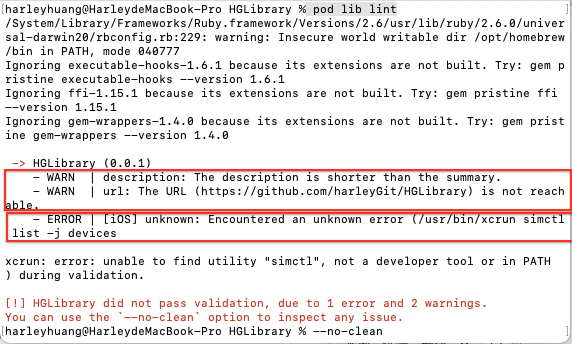 harleyhuang@HarleydeMacBook-Pro HGLibrary % pod lib lint
/System/Library/Frameworks/Ruby.framework/Versions/2.6/usr/lib/ruby/2.6.0/univer
sal-darwin20/rbconfig.rb:229: warning: Insecure world writable dir /opt/homebrew
/bin in PATH, mode 040777
Ignoring executable-hooks-1.6.1 because its extensions are not built. Try: gem p
ristine executable-hooks --version 1.6.1
Ignoring ffi-1.15.1 because its extensions are not built. Try: gem pristine ffi
--version 1.15.1
Ignoring gem-wrappers-1.4.0 because its extensions are not built. Try: gem prist
ine gem-wrappers --version 1.4.0
-> HGLibrary (0.0.1)
- WARN | description: The description is shorter than the summary.
- WARN | url: The URL (https://github.com/harleyGit/HGLibrary) is not reach
able.
- ERROR | [iOS] unknown: Encountered an unknown error (/usr/bin/xcrun simctl
list -j devices
xcrun: error: unable to find utility "simctl", not a developer tool or in PATH
) during validation.
[!] HGLibrary did not pass validation, due to 1 error and 2 warnings.
You can use the `--no-clean` option to inspect any issue.
harleyhuang@HarleydeMacBook-Pro HGLibrary % --no-clean